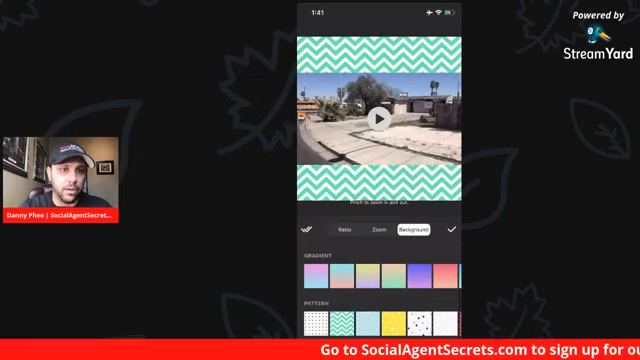 1:41
Powered by
StreamYard
Pinch to zoom in and out.
Ratio
Zoom
Background
GRADIENT
PATTERN
Danny Phee | SocialAgentSecret...
Go to SocialAgentSecrets.com to sign up for ou